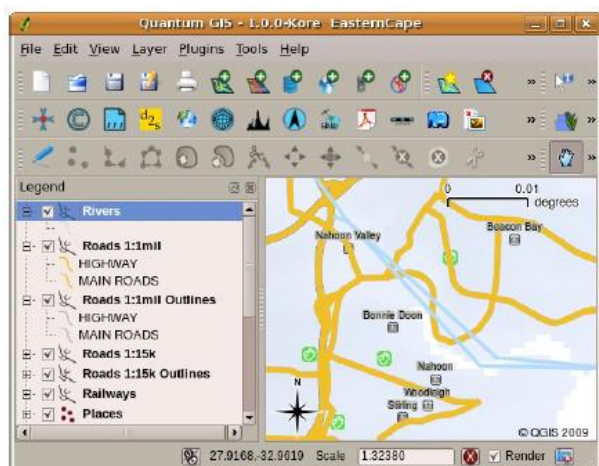 Quantum GIS - 1.0.0-Kore EasternCape
File Edit View Layer Plugins Tools Help
Legend
Rivers
Roads 1:1mil
HIGHWAY
MAIN ROADS
Roads 1:1mil Outlines
HIGHWAY
MAIN ROADS
Roads 1:15k
Roads 1:15k Outlines
Railways
Places
0 0.01
degrees
Nahoon Valley
Beacon Bay
Bonnie Doon
Nahoon
Woodleigh
Stirling
N
© QGIS 2009
27.9168,-32.9619 Scale 1:32380 Render